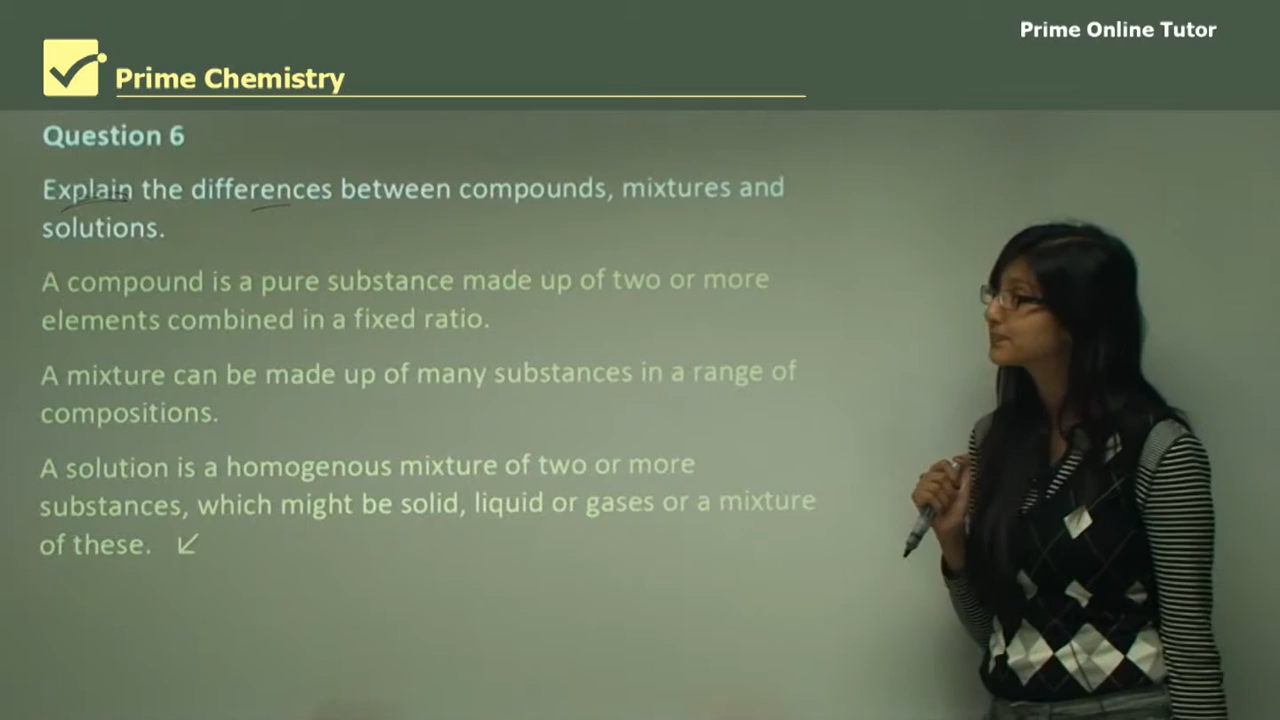 Prime Online Tutor
Prime Chemistry
Question 6
Explain the differences between compounds, mixtures and
solutions.
A compound is a pure substance made up of two or more
elements combined in a fixed ratio.
A mixture can be made up of many substances in a range of
compositions.
A solution is a homogenous mixture of two or more
substances, which might be solid, liquid or gases or a mixture
of these.